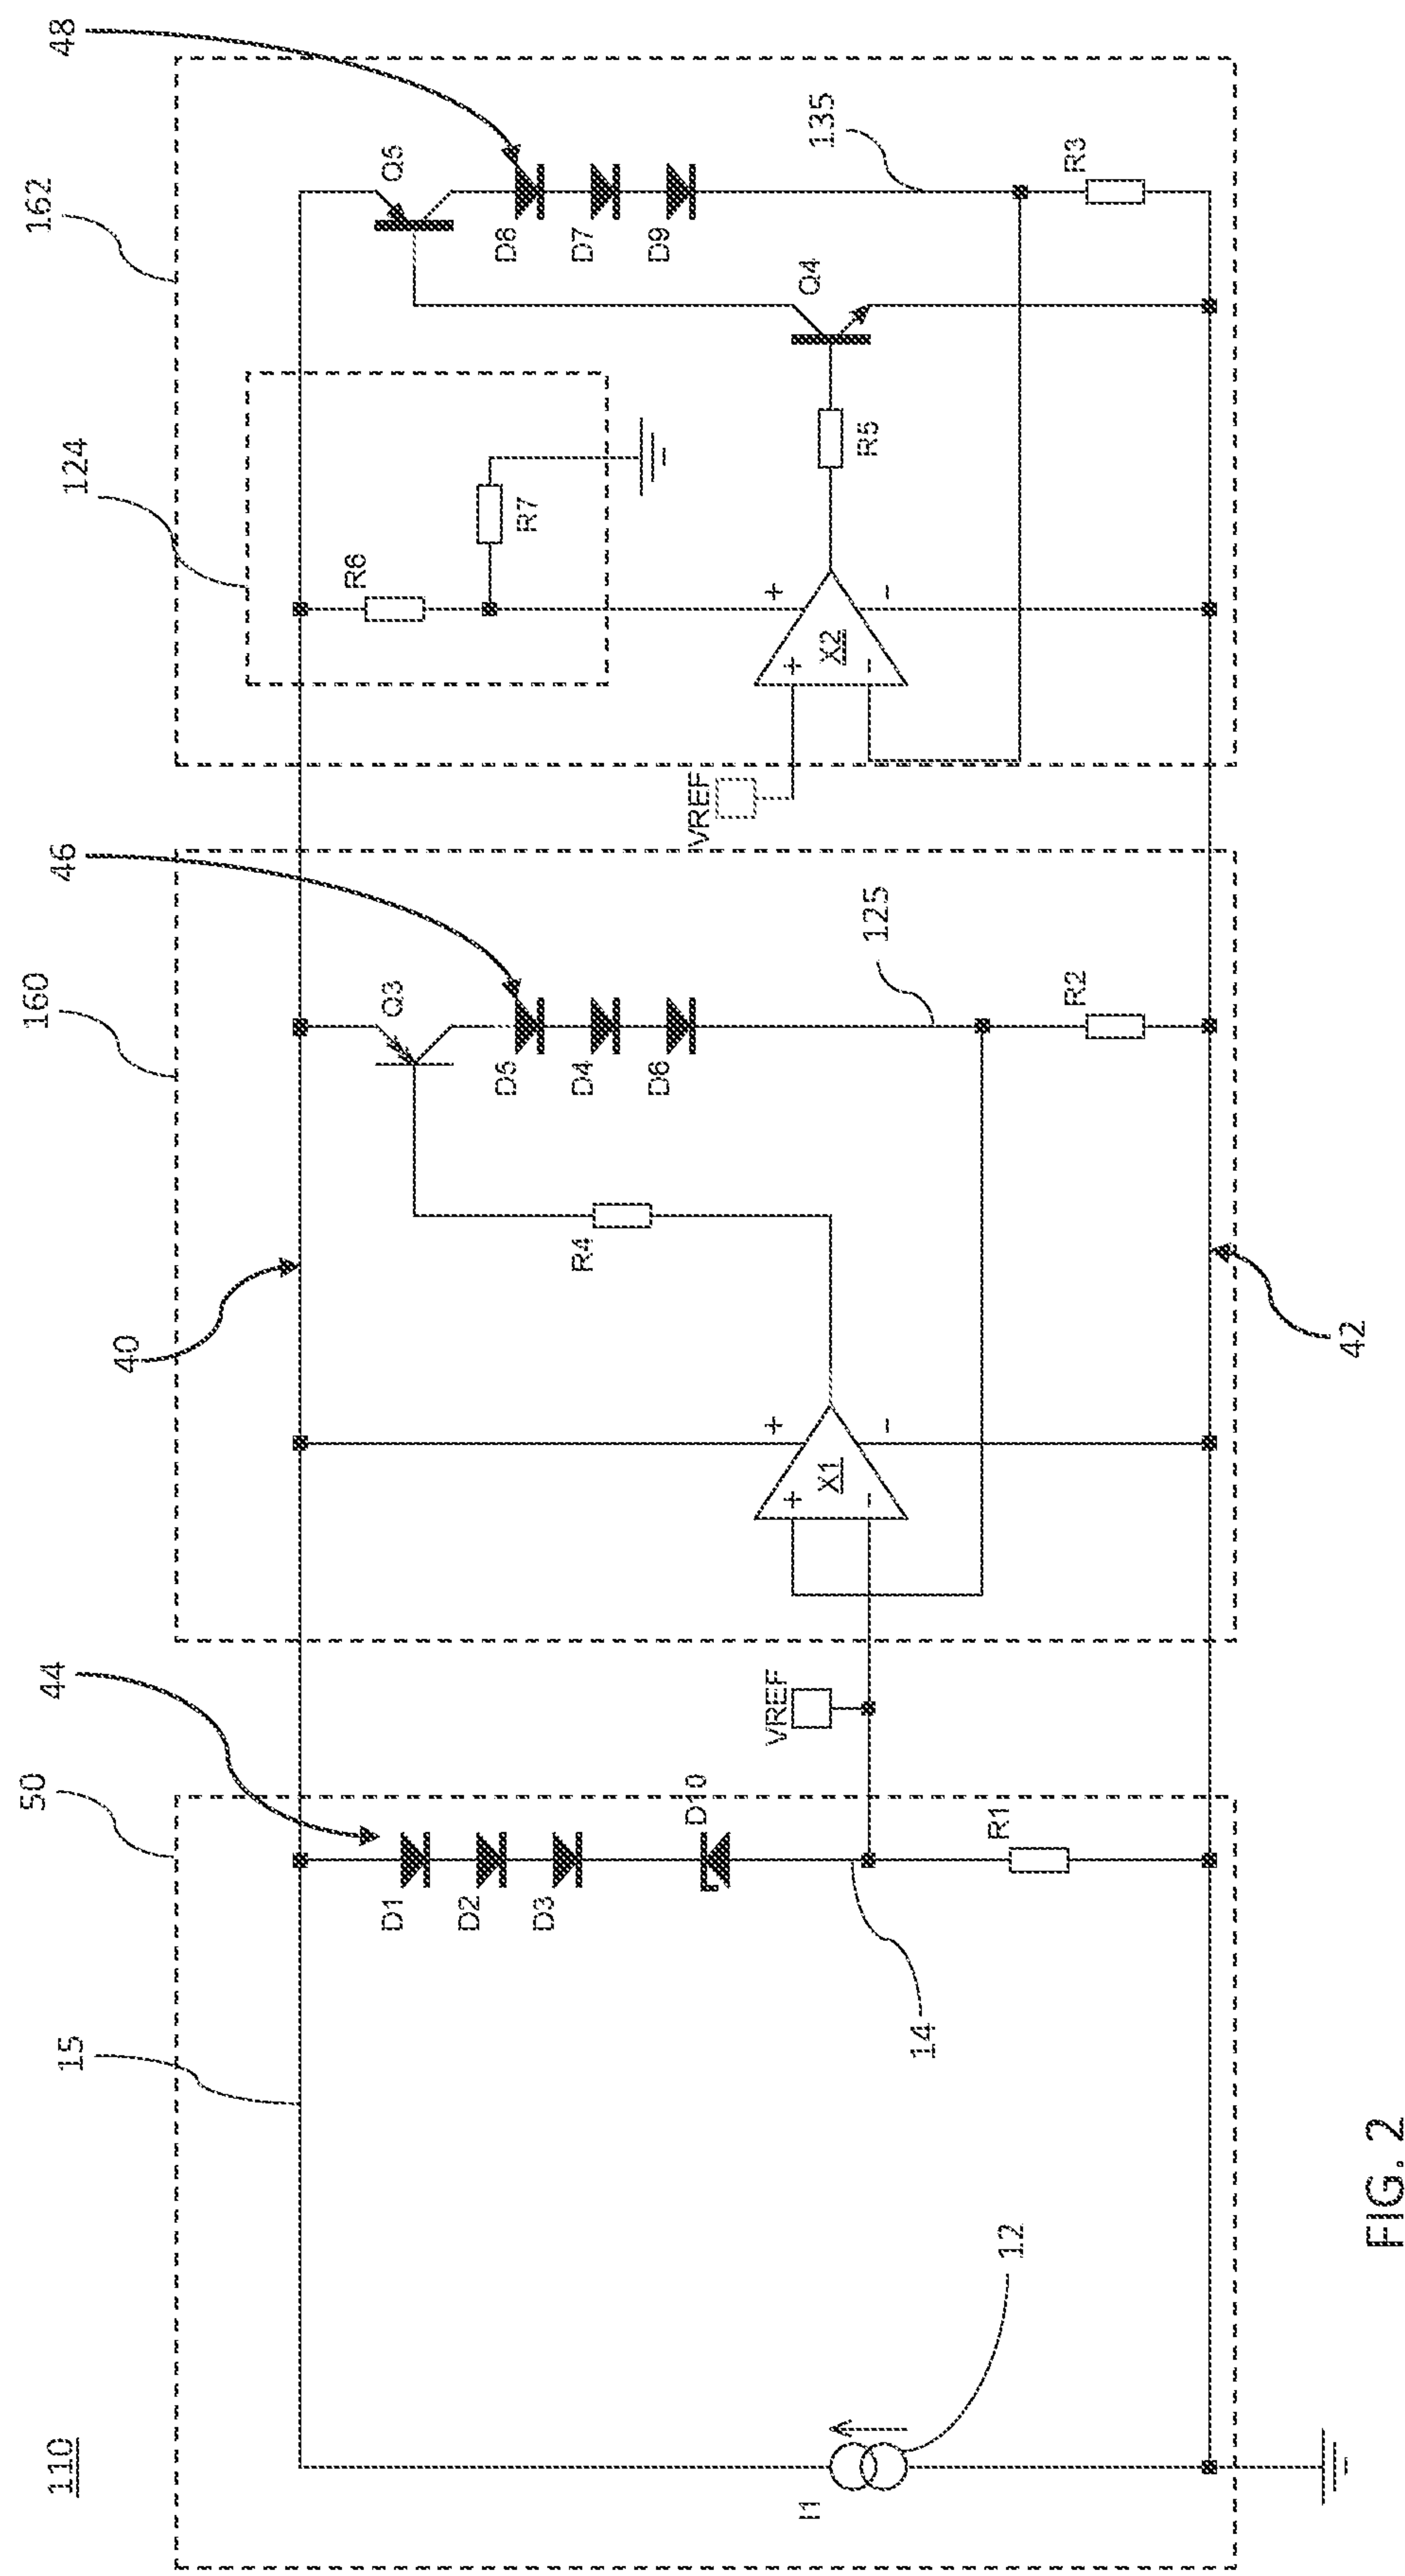 110
50
15
44
D1
D2
D3
D10
VREF
14
R1
I1
12
160
40
46
Q3
D5
D4
D6
R4
+
-
X1
+
-
125
R2
42
162
124
48
Q5
D8
D7
D9
R6
R7
Q4
R5
+
-
X2
+
-
VREF
135
R3
FIG. 2